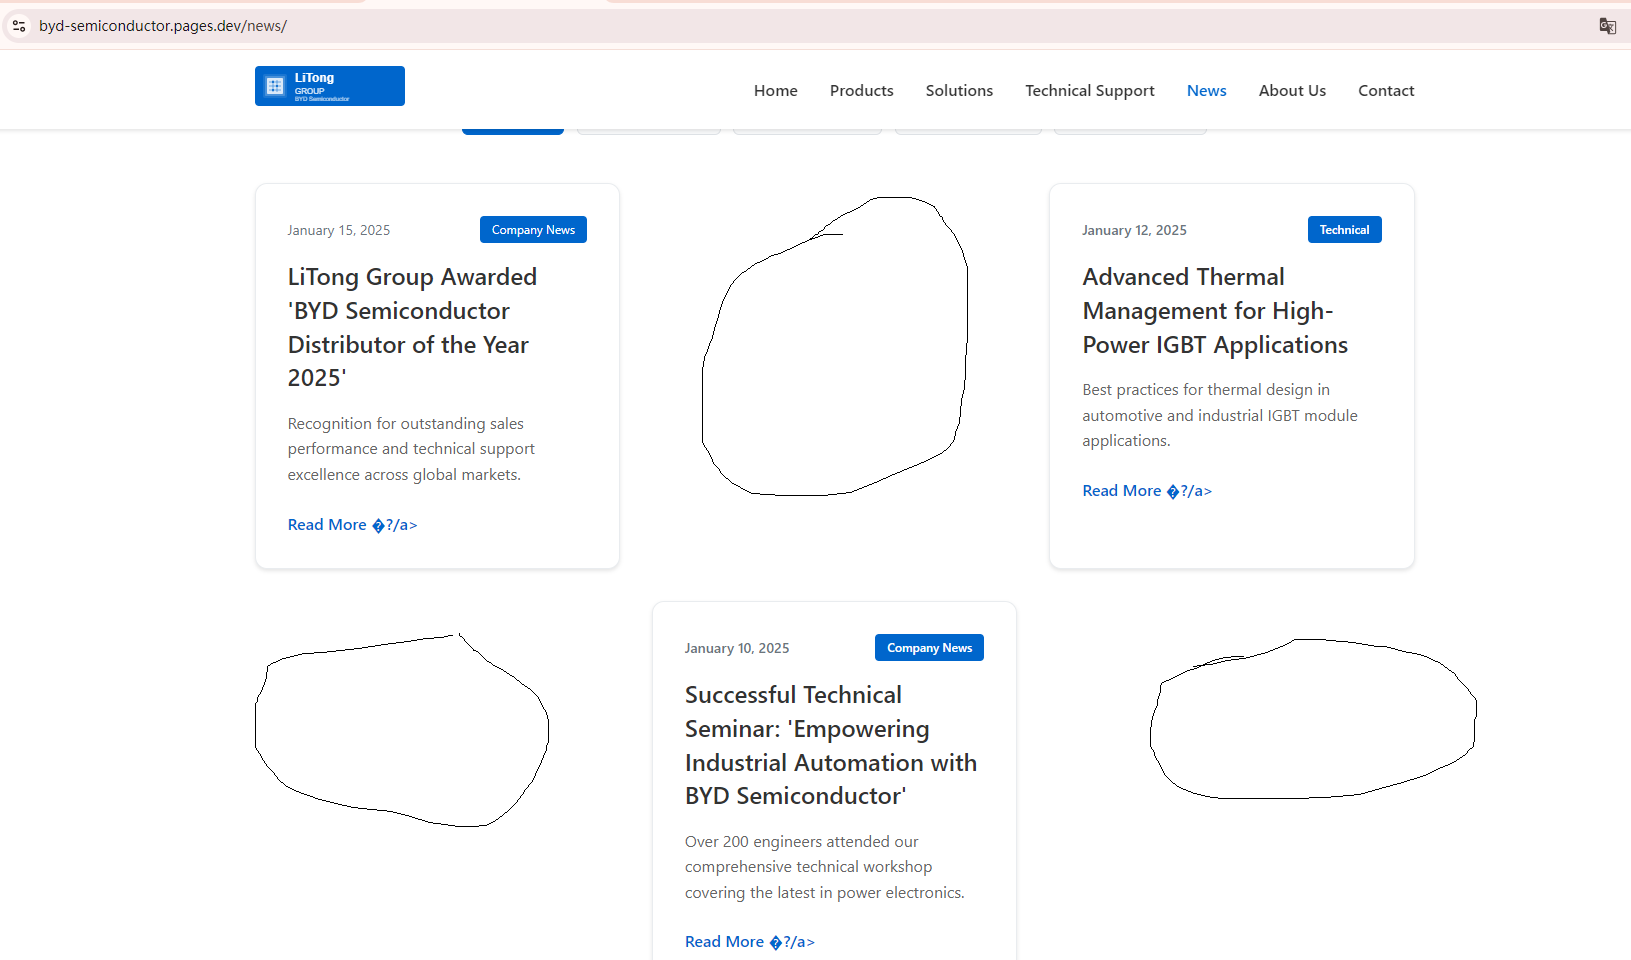 byd-semiconductor.pages.dev/news/
LiTong
GROUP
BYD Semiconductor
Home
Products
Solutions
Technical Support
News
About Us
Contact
January 15, 2025
Company News
LiTong Group Awarded
'BYD Semiconductor
Distributor of the Year
2025'
Recognition for outstanding sales
performance and technical support
excellence across global markets.
Read More �?/a>
January 12, 2025
Technical
Advanced Thermal
Management for High-
Power IGBT Applications
Best practices for thermal design in
automotive and industrial IGBT module
applications.
Read More �?/a>
January 10, 2025
Company News
Successful Technical
Seminar: 'Empowering
Industrial Automation with
BYD Semiconductor'
Over 200 engineers attended our
comprehensive technical workshop
covering the latest in power electronics.
Read More �?/a>